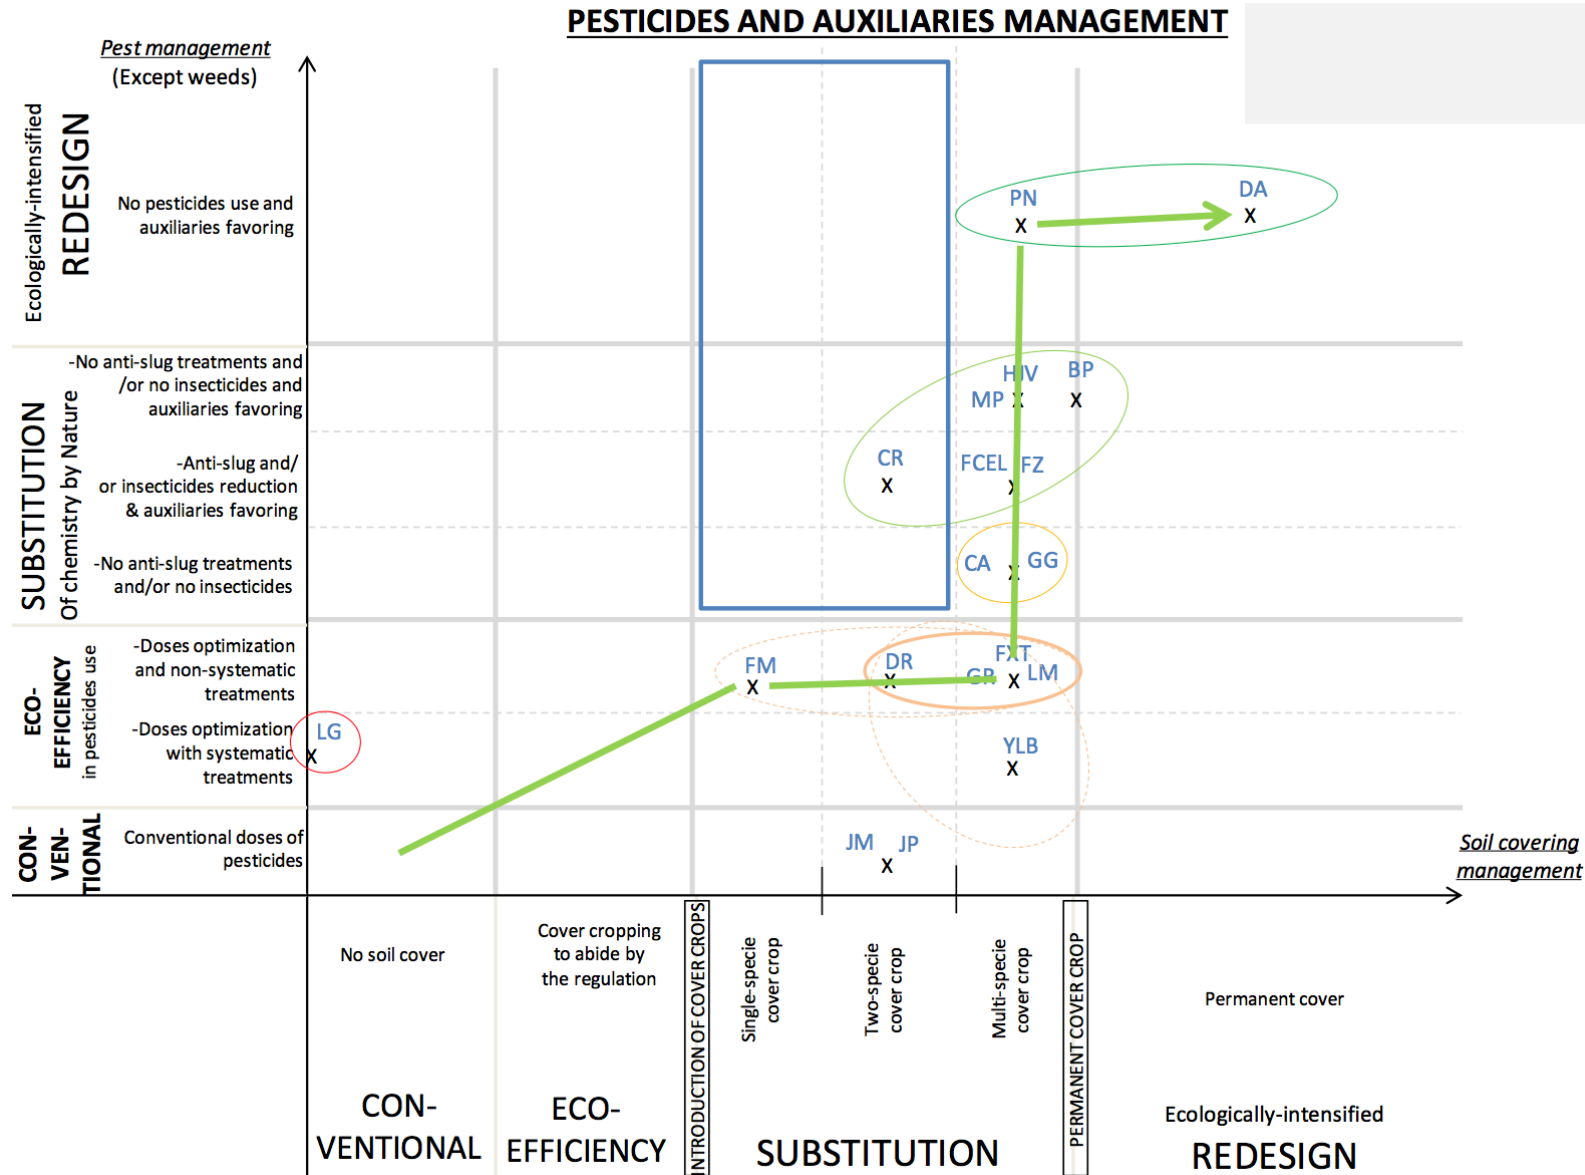 PESTICIDES AND AUXILIARIES MANAGEMENT
Pest management
(Except weeds)
Ecologically-intensified
REDESIGN
No pesticides use and
auxiliaries favoring
PN
DA
SUBSTITUTION
Of chemistry by Nature
-No anti-slug treatments and
/or no insecticides and
auxiliaries favoring
HJV
BP
MP
X
X
X
X
-Anti-slug and/
or insecticides reduction
& auxiliaries favoring
CR
FCEL
FZ
X
X
-No anti-slug treatments
and/or no insecticides
CA
GG
X
ECO-
EFFICIENCY
in pesticides use
-Doses optimization
and non-systematic
treatments
FM
DR
FXT
GR
LM
X
X
X
-Doses optimization
with systematic
treatments
LG
X
YLB
X
CON-
VEN-
TIONAL
Conventional doses of
pesticides
JM
JP
X
Soil covering
management
No soil cover
Cover cropping
to abide by
the regulation
INTRODUCTION OF COVER CROPS
Single-specie
cover crop
Two-specie
cover crop
Multi-specie
cover crop
PERMANENT COVER CROP
Permanent cover
CON-
VENTIONAL
ECO-
EFFICIENCY
SUBSTITUTION
Ecologically-intensified
REDESIGN